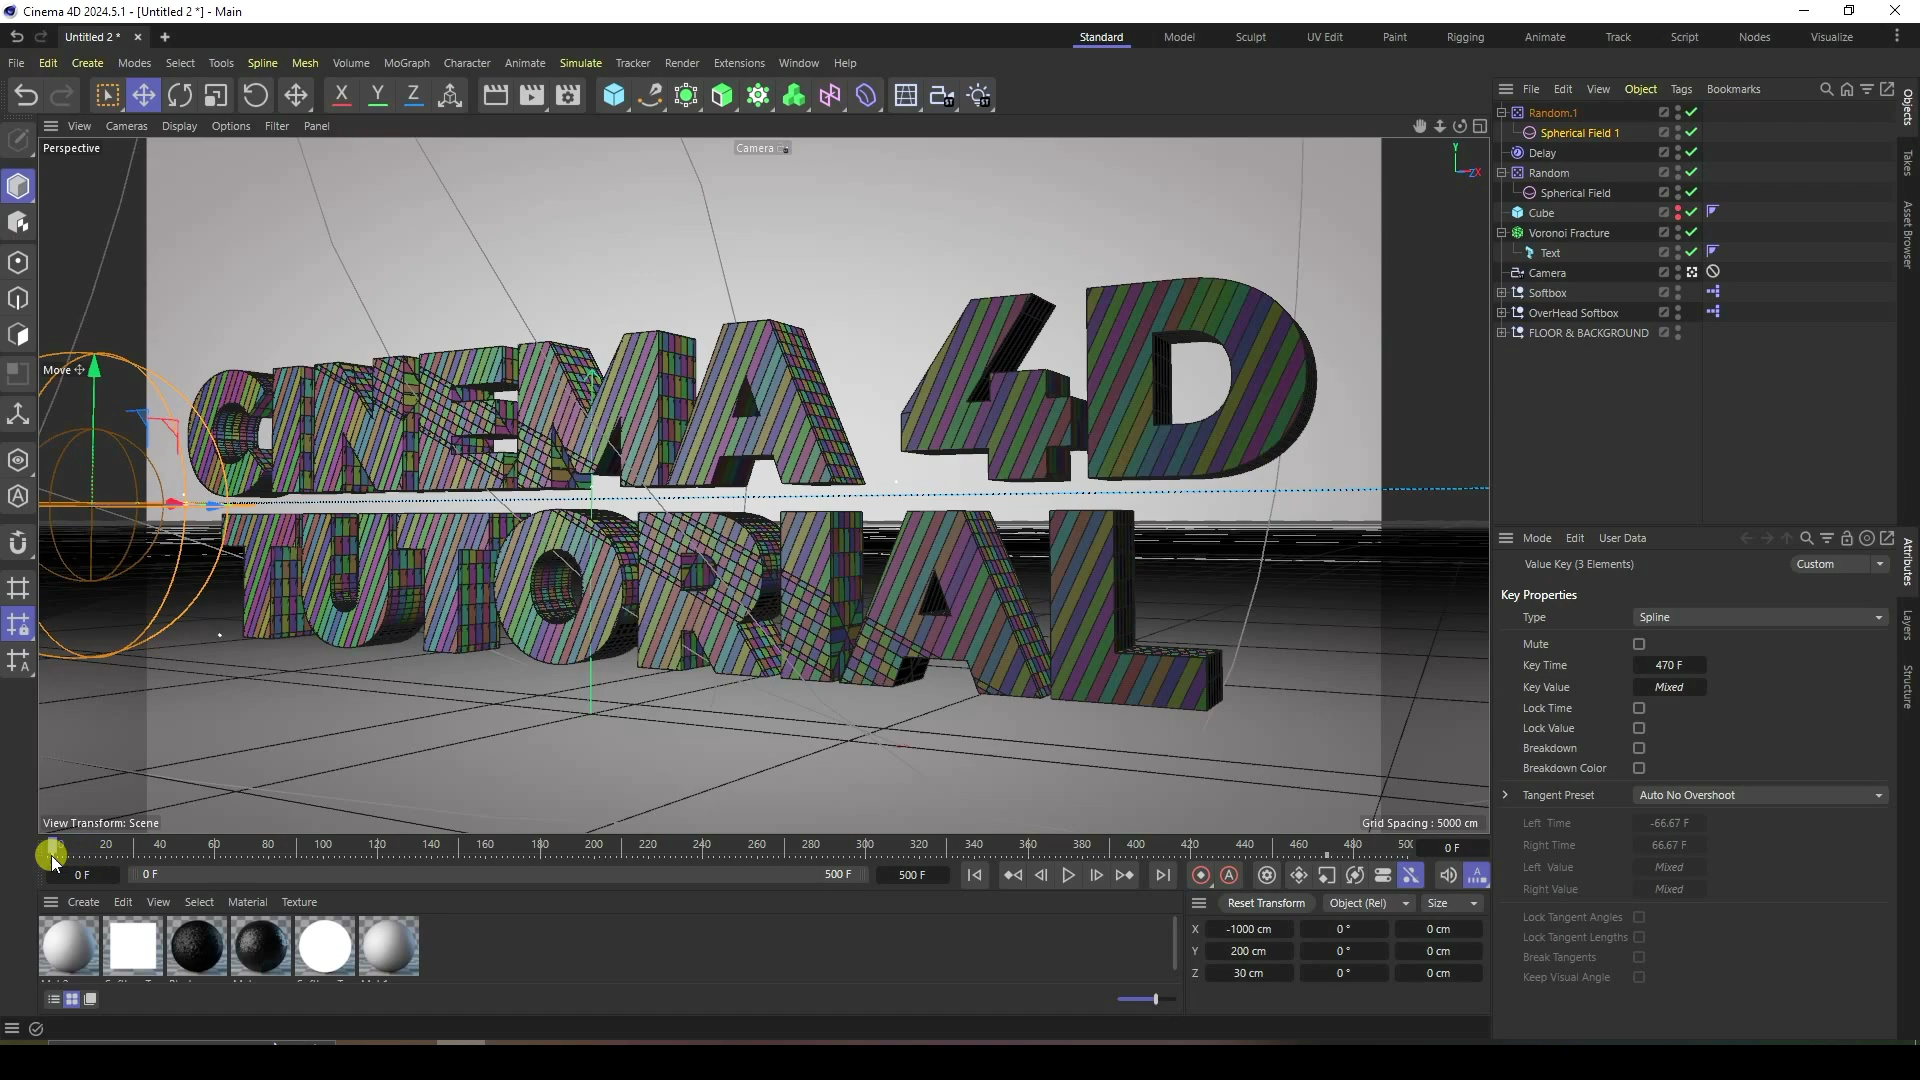 Cinema 4D 2024.5.1 - [Untitled 2 *] - Main
Untitled 2 *
Standard Model Sculpt UV Edit Paint Rigging Animate Track Script Nodes Visualize
File Edit Create Modes Select Tools Spline Mesh Volume MoGraph Character Animate Simulate Tracker Render Extensions Window Help
X Y Z
View Cameras Display Options Filter Panel
Perspective
Camera
Y
ZX
Move
CINEMA 4D
TUTORIAL
View Transform: Scene
Grid Spacing : 5000 cm
0 20 40 60 80 100 120 140 160 180 200 220 240 260 280 300 320 340 360 380 400 420 440 460 480 500
0 F
0 F 0 F 500 F 500 F
Create Edit View Select Material Texture
Reset Transform Object (Rel) Size
X -1000 cm 0 ° 0 cm
Y 200 cm 0 ° 0 cm
Z 30 cm 0 ° 0 cm
File Edit View Object Tags Bookmarks
Random.1
Spherical Field 1
Delay
Random
Spherical Field
Cube
Voronoi Fracture
Text
Camera
Softbox
OverHead Softbox
FLOOR & BACKGROUND
Objects
Takes
Asset Browser
Mode Edit User Data
Value Key (3 Elements) Custom
Key Properties
Type Spline
Mute
Key Time 470 F
Key Value Mixed
Lock Time
Lock Value
Breakdown
Breakdown Color
Tangent Preset Auto No Overshoot
Left Time -66.67 F
Right Time 66.67 F
Left Value Mixed
Right Value Mixed
Lock Tangent Angles
Lock Tangent Lengths
Break Tangents
Keep Visual Angle
Attributes
Layers
Structure